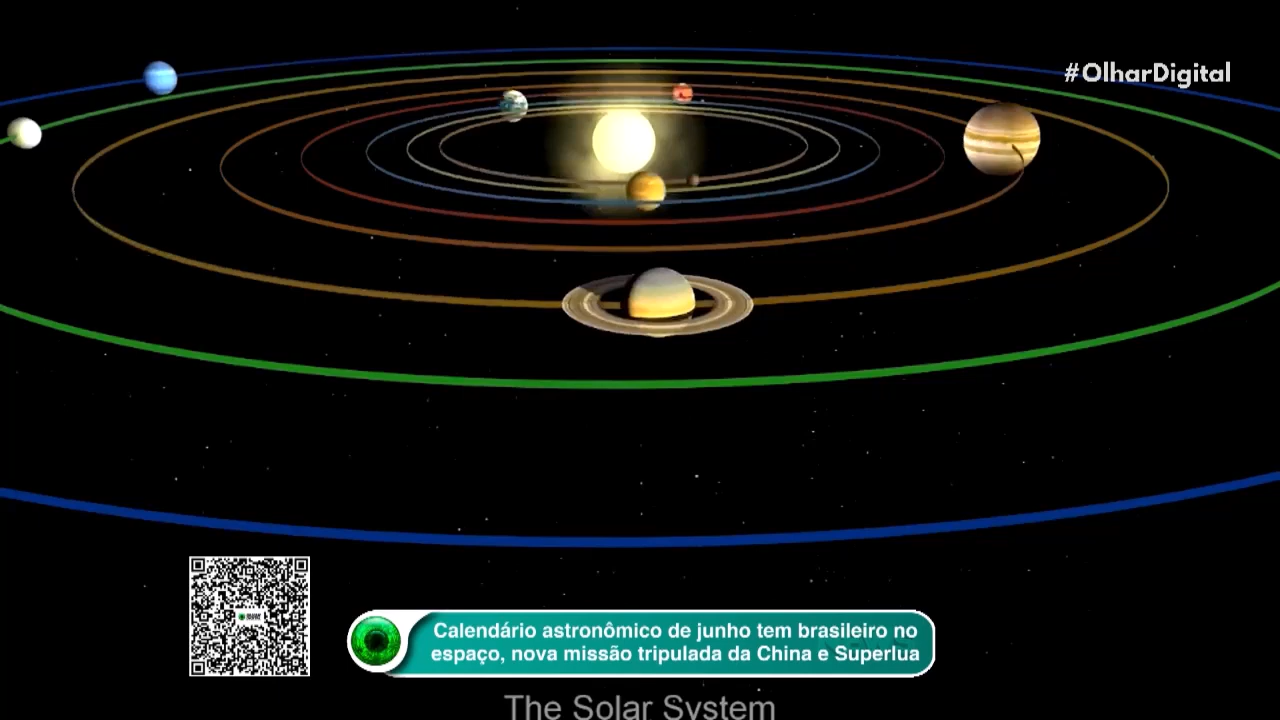 #OlharDigital
Calendário astronômico de junho tem brasileiro no
espaço, nova missão tripulada da China e Superlua
The Solar System